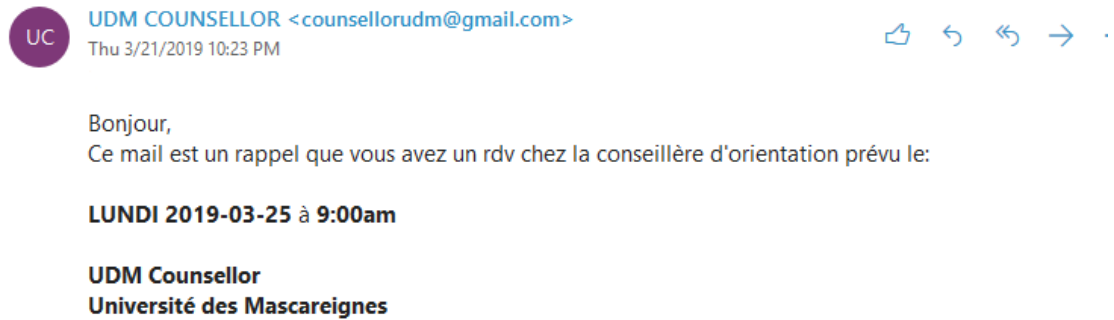 UC
UDM COUNSELLOR <counsellorudm@gmail.com>
Thu 3/21/2019 10:23 PM
Bonjour,
Ce mail est un rappel que vous avez un rdv chez la conseillère d'orientation prévu le:
LUNDI 2019-03-25 à 9:00am
UDM Counsellor
Université des Mascareignes